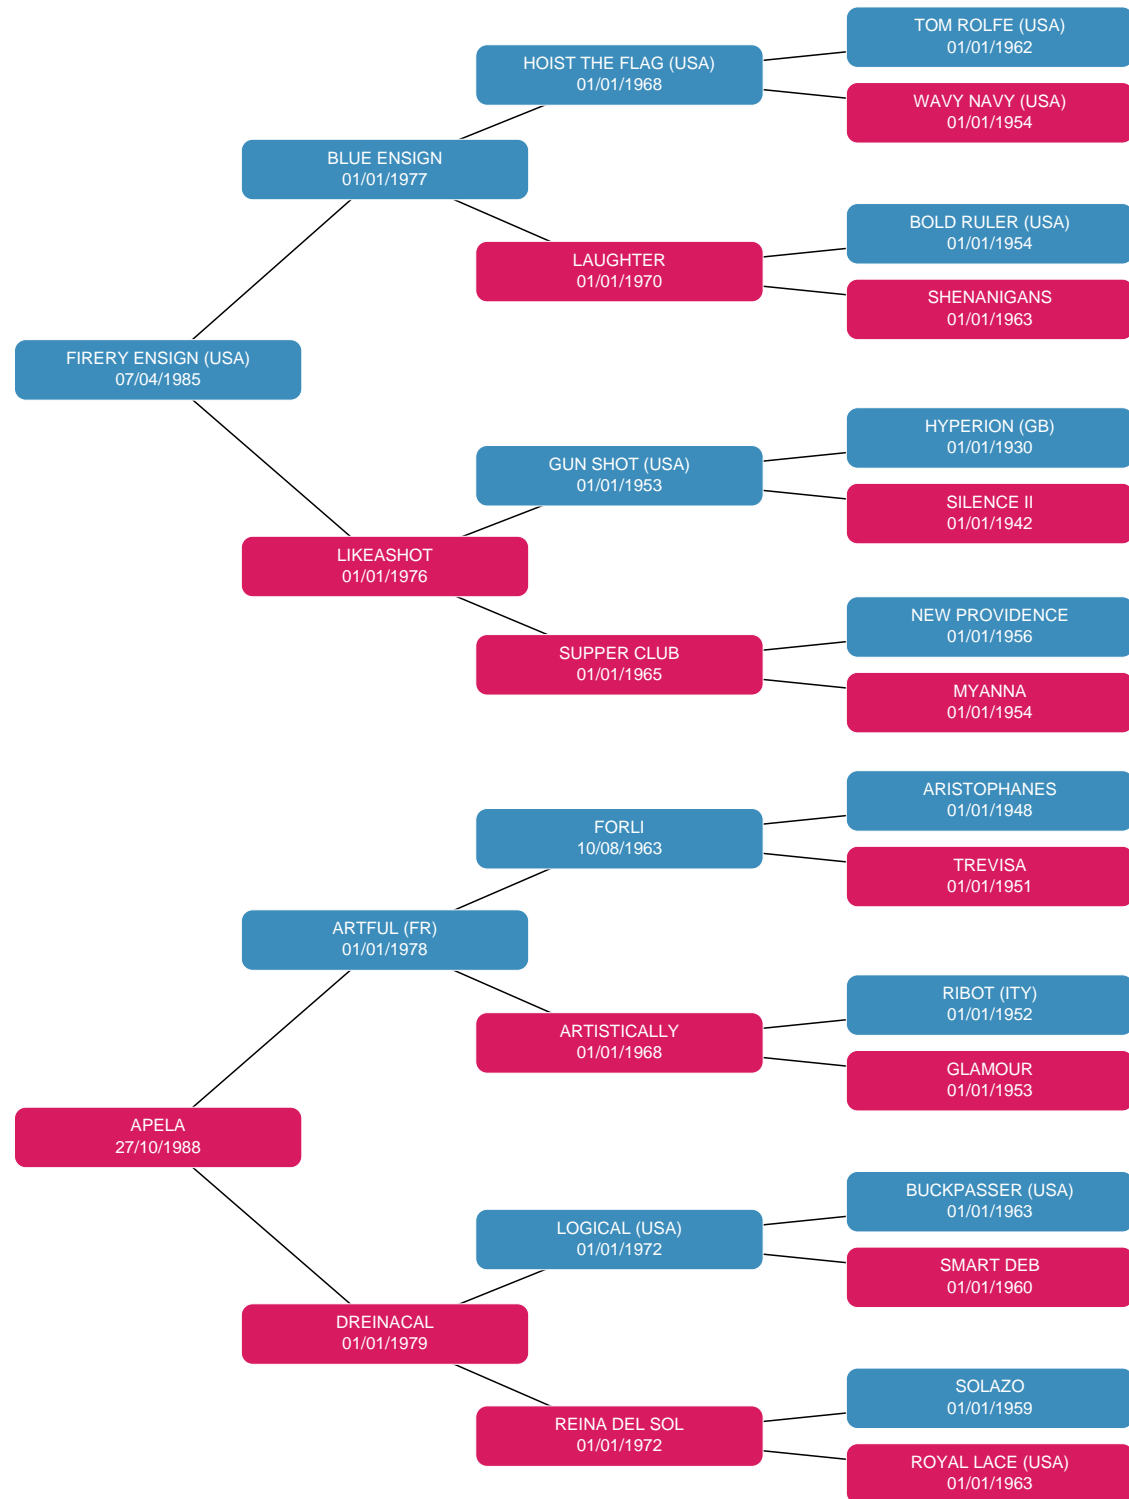 TOM ROLFE (USA)
01/01/1962
HOIST THE FLAG (USA)
01/01/1968
WAVY NAVY (USA)
01/01/1954
BLUE ENSIGN
01/01/1977
BOLD RULER (USA)
01/01/1954
LAUGHTER
01/01/1970
SHENANIGANS
01/01/1963
FIRERY ENSIGN (USA)
07/04/1985
HYPERION (GB)
01/01/1930
GUN SHOT (USA)
01/01/1953
SILENCE II
01/01/1942
LIKEASHOT
01/01/1976
NEW PROVIDENCE
01/01/1956
SUPPER CLUB
01/01/1965
MYANNA
01/01/1954
ARISTOPHANES
01/01/1948
FORLI
10/08/1963
TREVISA
01/01/1951
ARTFUL (FR)
01/01/1978
RIBOT (ITY)
01/01/1952
ARTISTICALLY
01/01/1968
GLAMOUR
01/01/1953
APELA
27/10/1988
BUCKPASSER (USA)
01/01/1963
LOGICAL (USA)
01/01/1972
SMART DEB
01/01/1960
DREINACAL
01/01/1979
SOLAZO
01/01/1959
REINA DEL SOL
01/01/1972
ROYAL LACE (USA)
01/01/1963